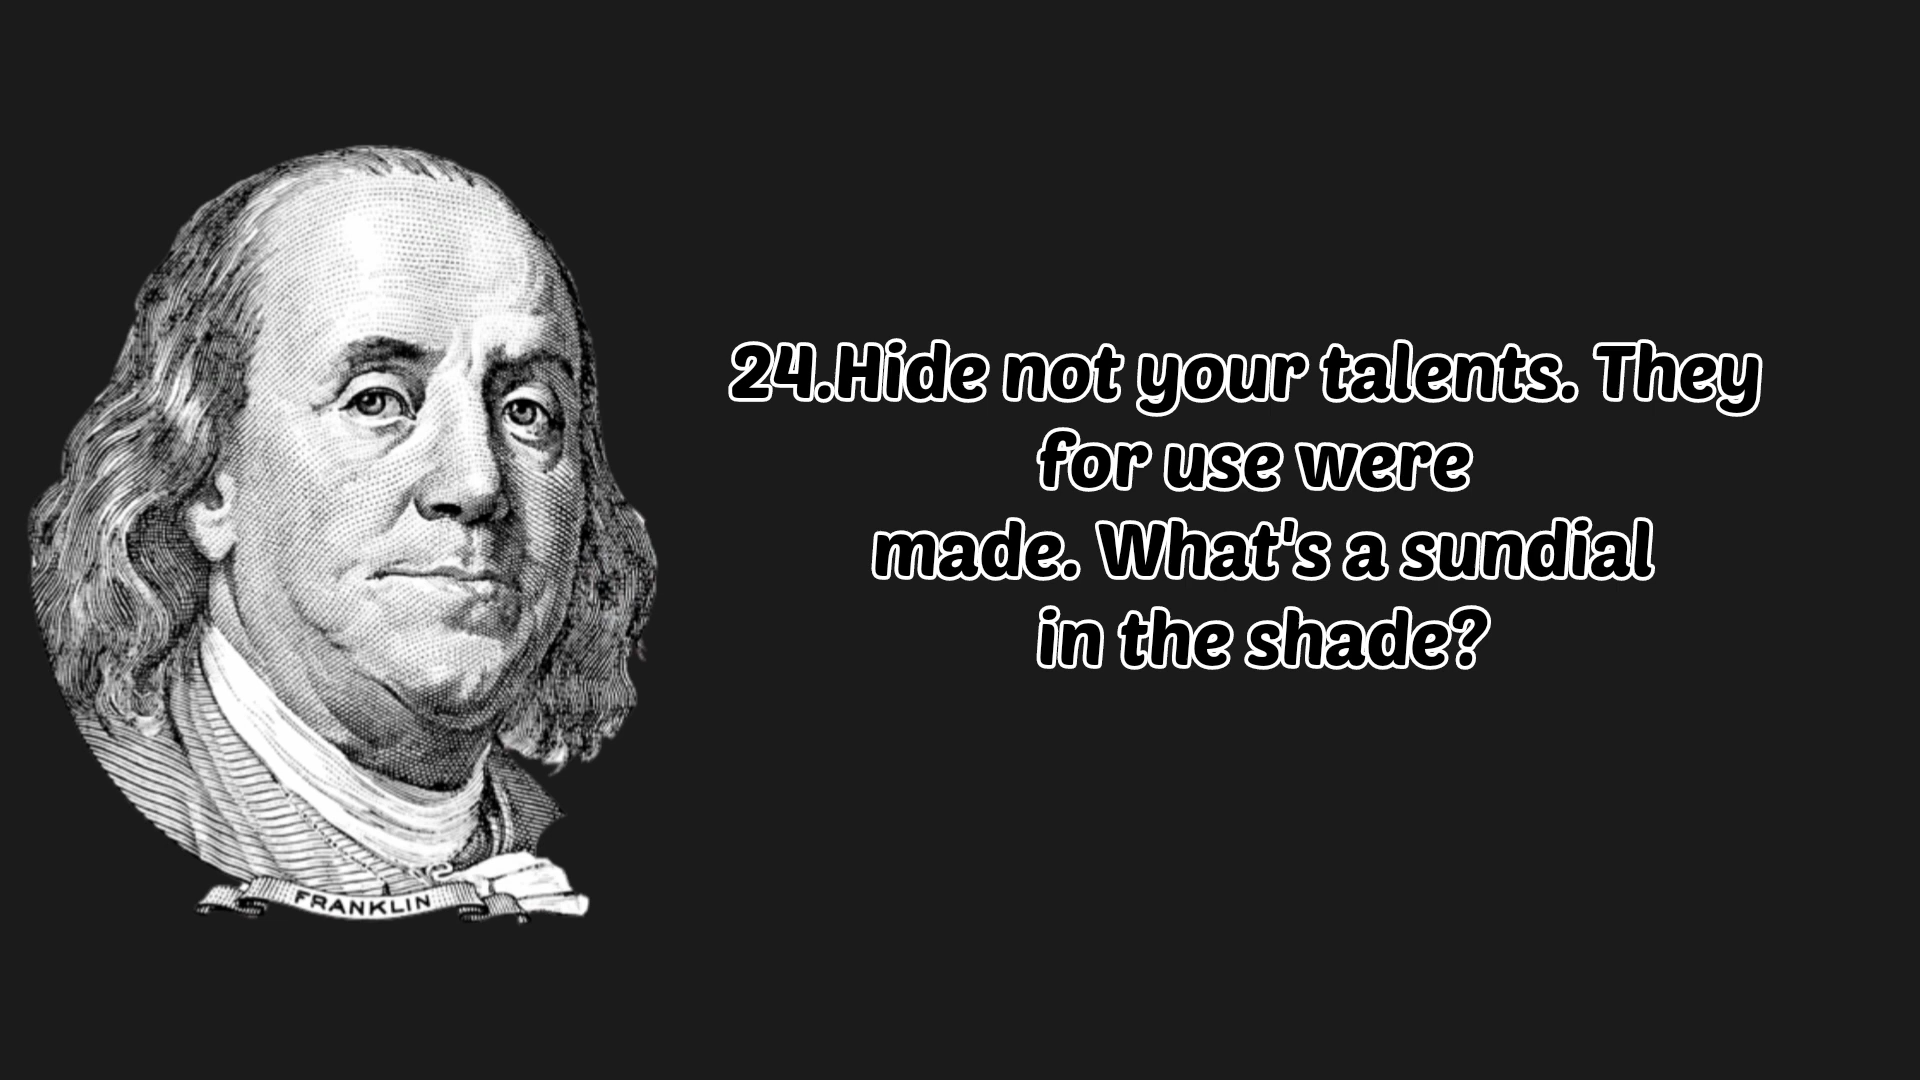 24.Hide not your talents. They
for use were
made. What's a sundial
in the shade?
FRANKLIN